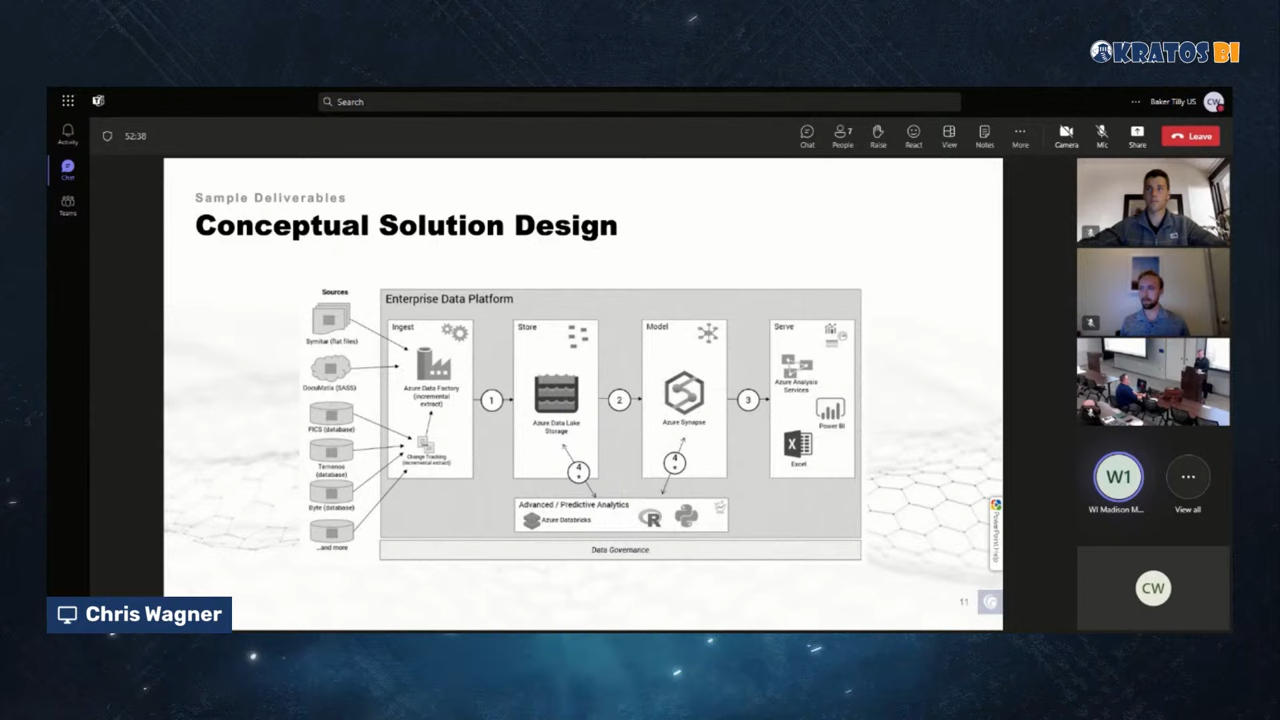 KRATOS BI
Search
Baker Tilly US
CW
52:38
7
Chat
People
Raise
React
View
Notes
More
Camera
Mic
Share
Leave
Activity
Chat
Teams
Sample Deliverables
Conceptual Solution Design
Sources
Symitar (flat files)
DocuMatix (SASS)
FICS (database)
Temenos
(database)
Byte (database)
...and more
Enterprise Data Platform
Ingest
Azure Data Factory
(incremental
extract)
Change Tracking
(incremental extract)
1
Store
Azure Data Lake
Storage
2
Model
Azure Synapse
3
Serve
Azure Analysis
Services
Power BI
Excel
4
*
4
*
Advanced / Predictive Analytics
Azure Databricks
R
Data Governance
PowerPoint Help
11
W1
WI Madison M...
View all
CW
Chris Wagner